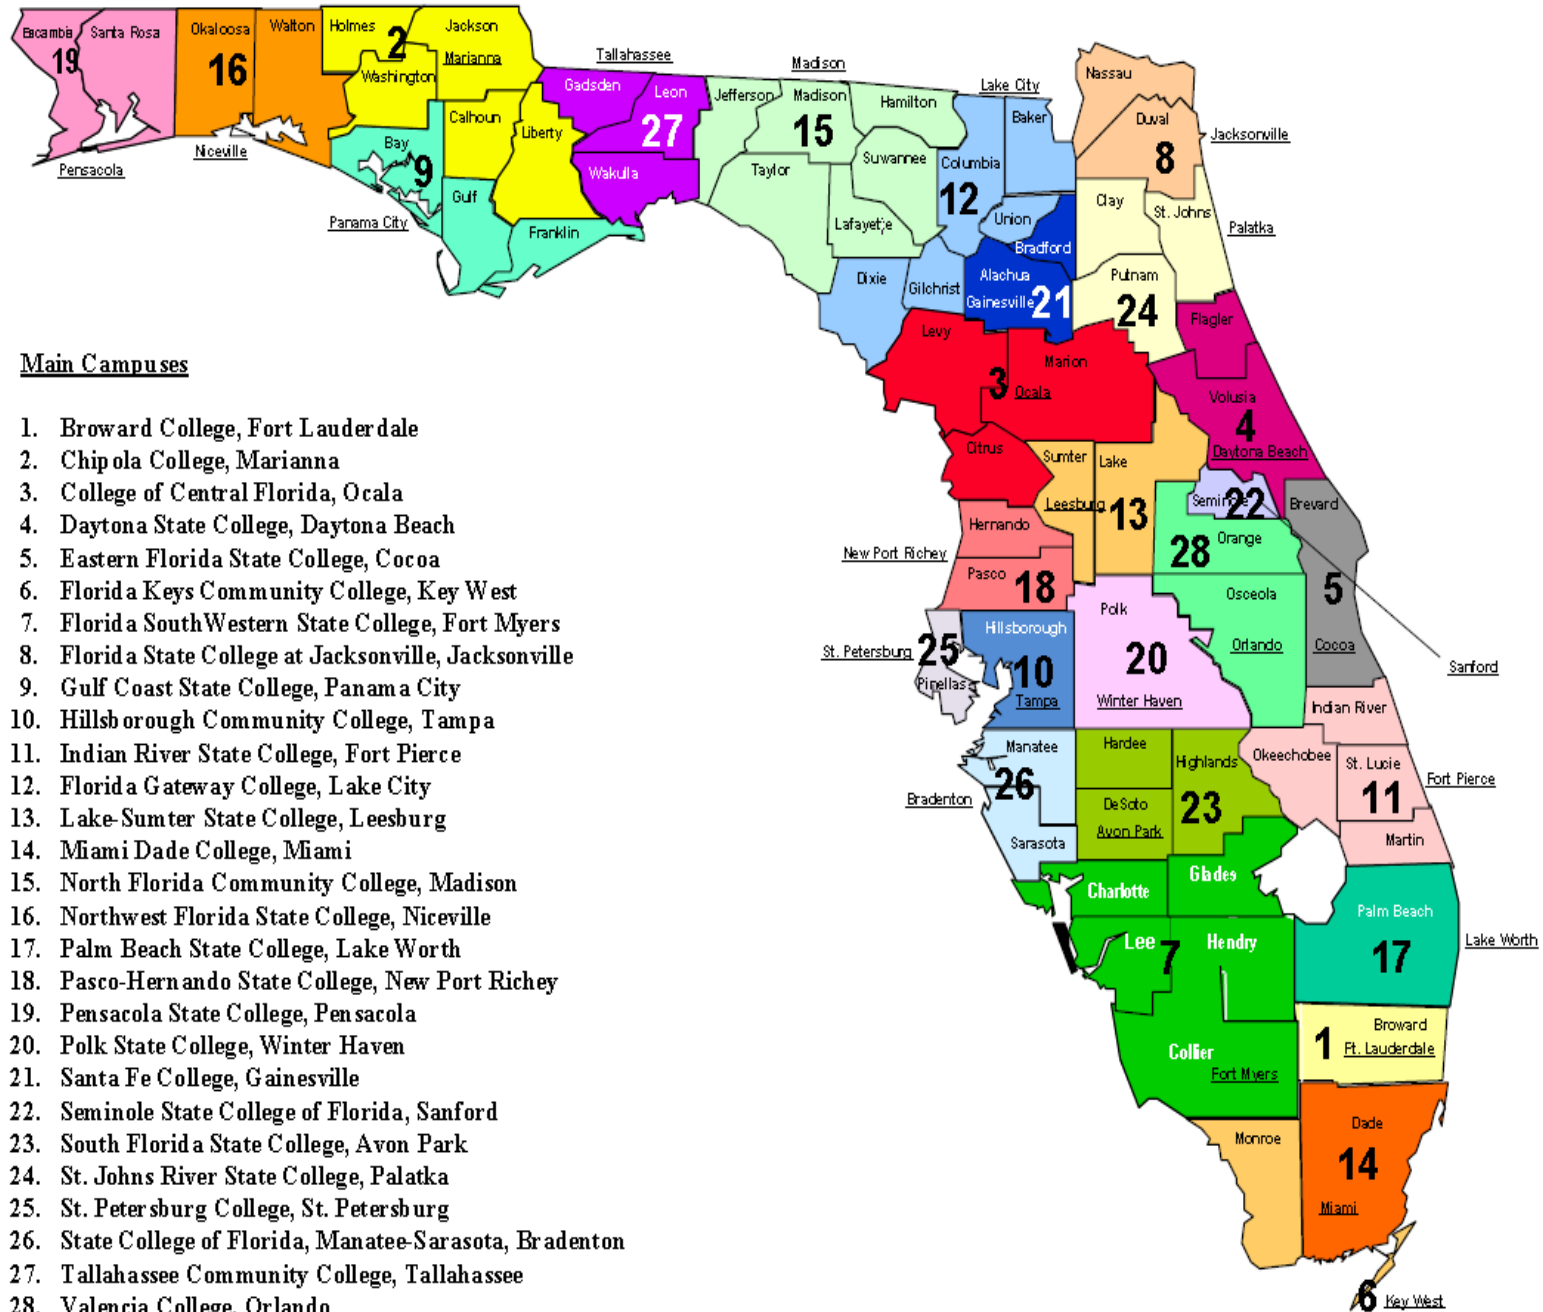 Escambia
Santa Rosa
19
Pensacola
Okaloosa
Walton
16
Niceville
Holmes
2
Jackson
Marianna
Washington
Calhoun
Liberty
Bay
9
Gulf
Franklin
Panama City
Tallahassee
Gadsden
Leon
27
Wakulla
Madison
Jefferson
Madison
15
Hamilton
Taylor
Suwannee
Lafayette
Lake City
Baker
Columbia
12
Union
Dixie
Gilchrist
Bradford
Alachua
Gainesville
21
Nassau
Duval
8
Jacksonville
Clay
St. Johns
Palatka
Putnam
24
Flagler
Levy
3
Marion
Ocala
Citrus
Volusia
4
Daytona Beach
Sumter
Lake
Leesburg
13
Seminole
22
Sanford
Brevard
5
Cocoa
Orange
28
Osceola
Orlando
Hernando
New Port Richey
Pasco
18
St. Petersburg
25
Pinellas
Hillsborough
10
Tampa
Polk
20
Winter Haven
Indian River
Okeechobee
St. Lucie
11
Fort Pierce
Martin
Manatee
26
Bradenton
Sarasota
Hardee
Highlands
DeSoto
Avon Park
23
Charlotte
Glades
Lee
7
Hendry
Collier
Fort Myers
Palm Beach
17
Lake Worth
Broward
1
Ft. Lauderdale
Monroe
Dade
14
Miami
6
Key West
Main Campuses
1. Broward College, Fort Lauderdale
2. Chipola College, Marianna
3. College of Central Florida, Ocala
4. Daytona State College, Daytona Beach
5. Eastern Florida State College, Cocoa
6. Florida Keys Community College, Key West
7. Florida SouthWestern State College, Fort Myers
8. Florida State College at Jacksonville, Jacksonville
9. Gulf Coast State College, Panama City
10. Hillsborough Community College, Tampa
11. Indian River State College, Fort Pierce
12. Florida Gateway College, Lake City
13. Lake-Sumter State College, Leesburg
14. Miami Dade College, Miami
15. North Florida Community College, Madison
16. Northwest Florida State College, Niceville
17. Palm Beach State College, Lake Worth
18. Pasco-Hernando State College, New Port Richey
19. Pensacola State College, Pensacola
20. Polk State College, Winter Haven
21. Santa Fe College, Gainesville
22. Seminole State College of Florida, Sanford
23. South Florida State College, Avon Park
24. St. Johns River State College, Palatka
25. St. Petersburg College, St. Petersburg
26. State College of Florida, Manatee-Sarasota, Bradenton
27. Tallahassee Community College, Tallahassee
28. Valencia College, Orlando